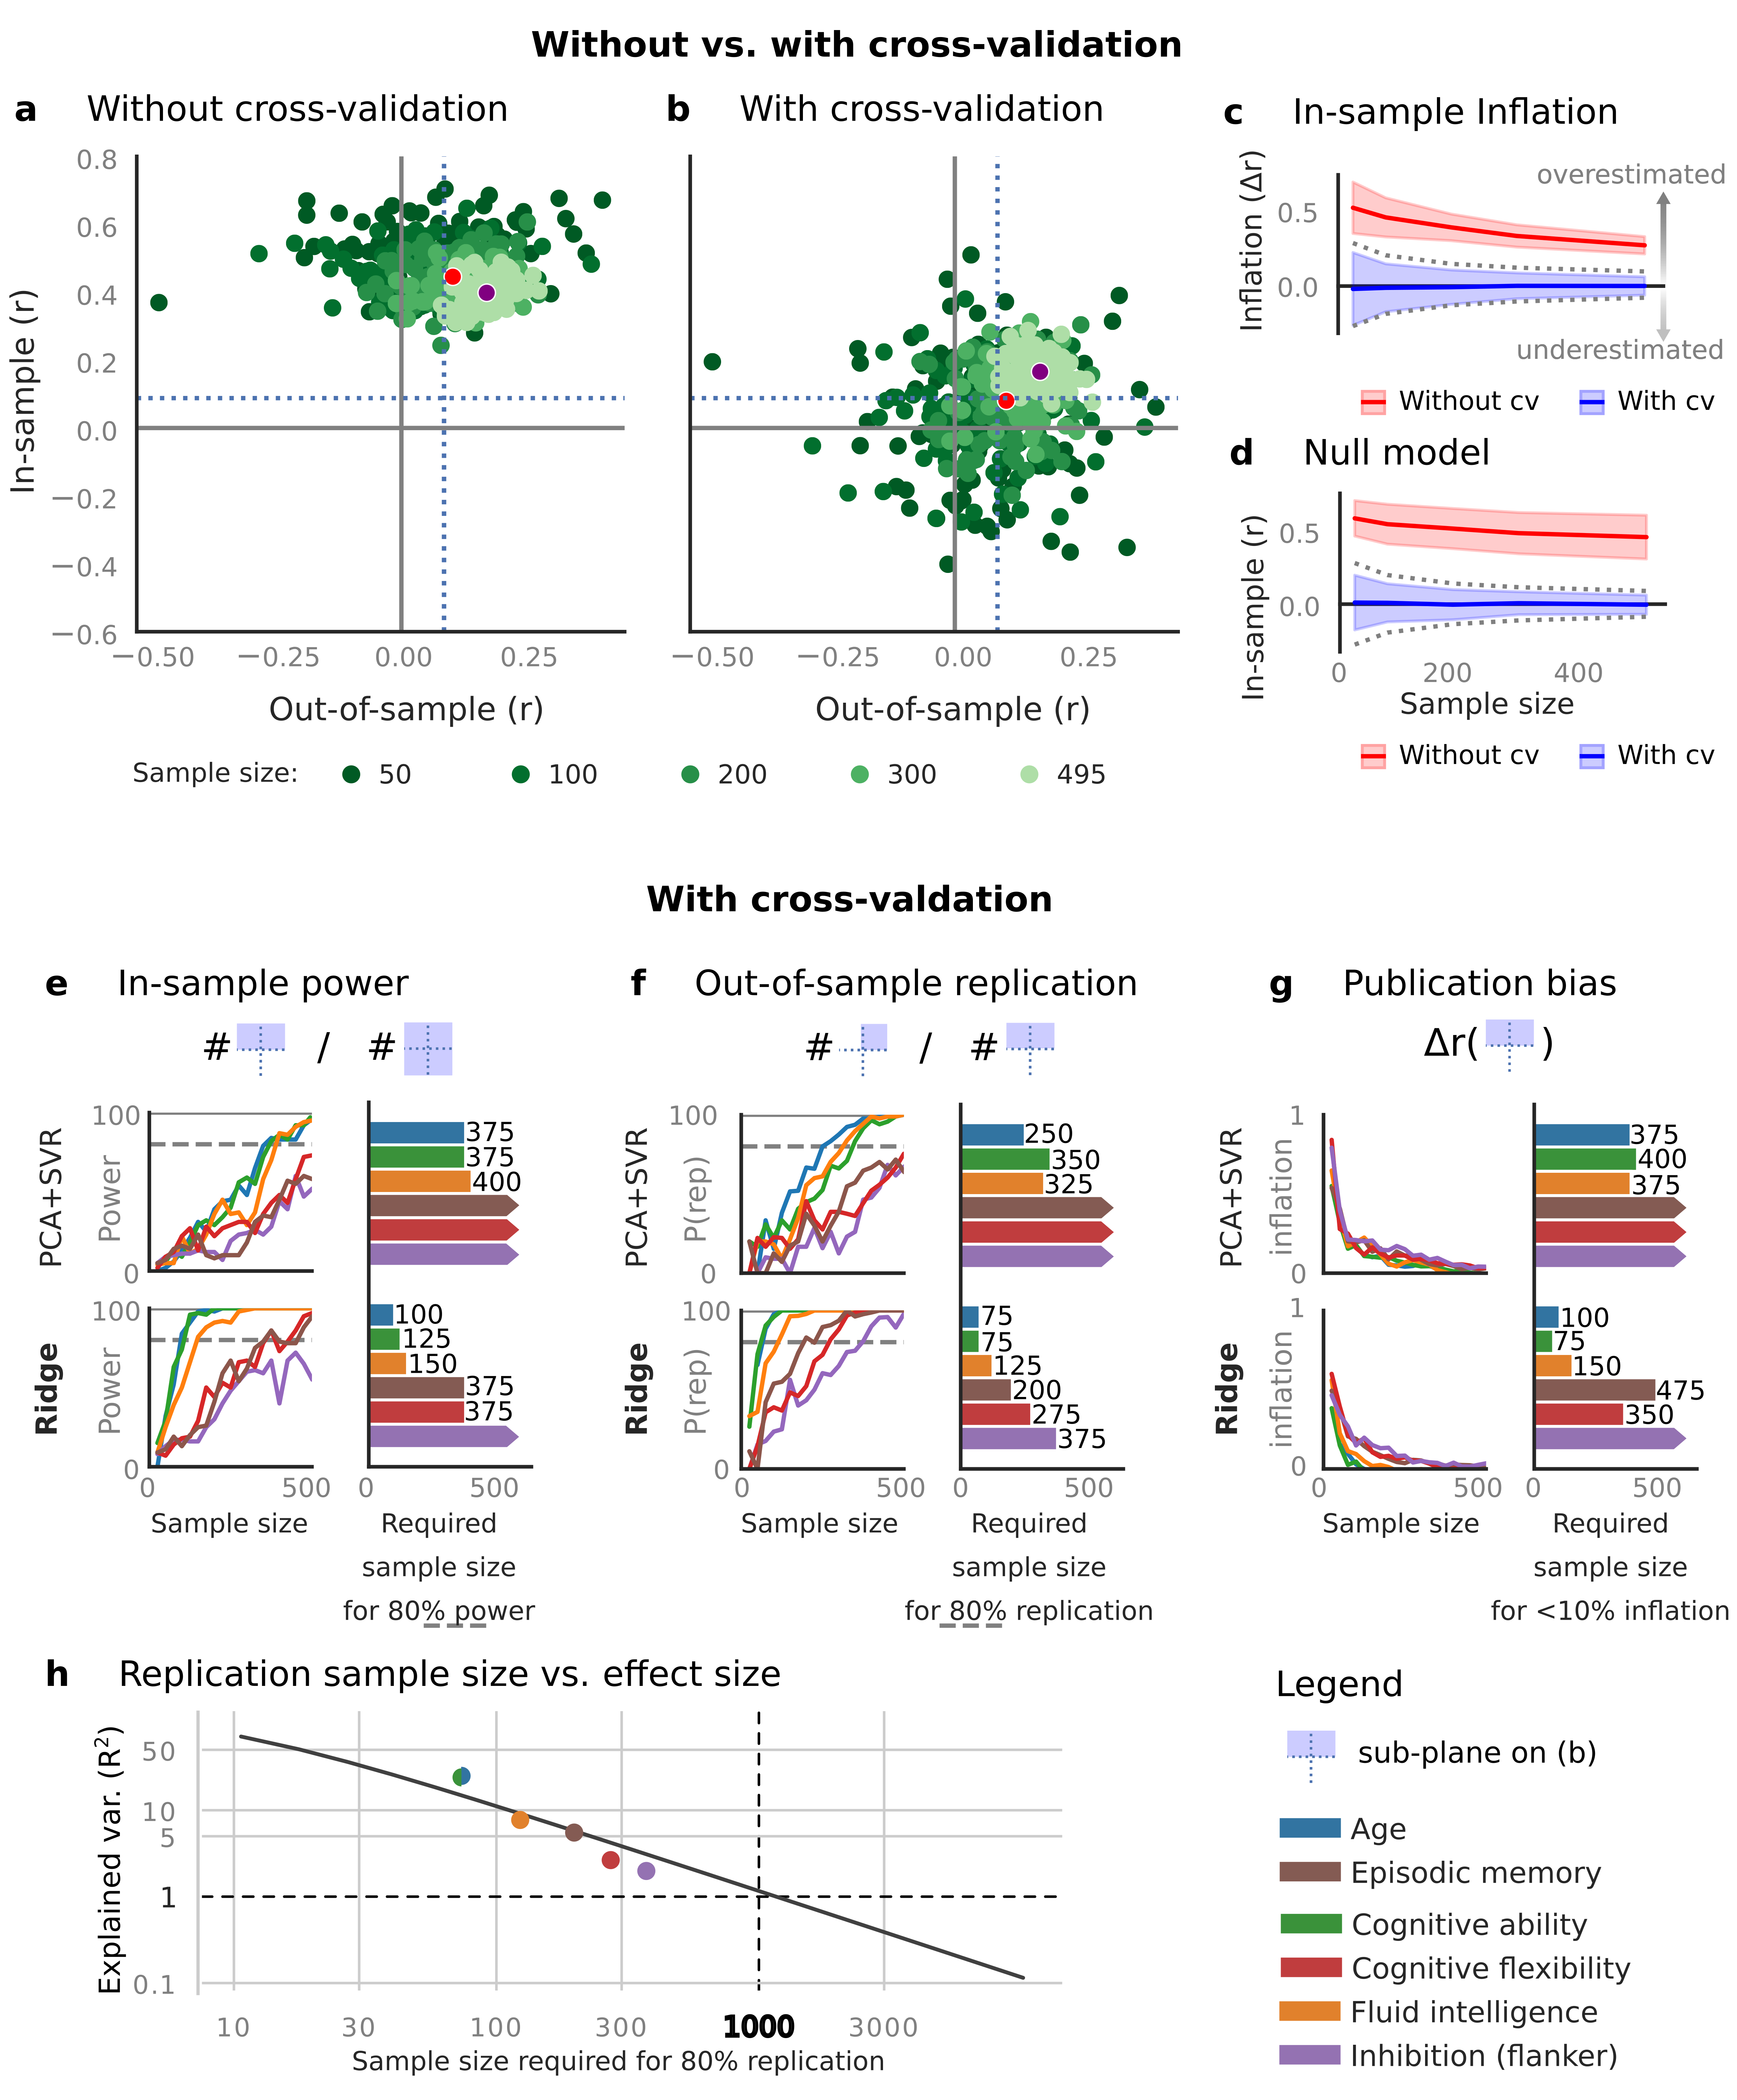 Without vs. with cross-validation
a Without cross-validation
0.8
0.6
0.4
0.2
0.0
−0.2
−0.4
−0.6
In-sample (r)
−0.50 −0.25 0.00 0.25
Out-of-sample (r)
b With cross-validation
−0.50 −0.25 0.00 0.25
Out-of-sample (r)
Sample size: 50 100 200 300 495
c In-sample Inflation
Inflation (Δr)
0.5
0.0
overestimated
underestimated
Without cv With cv
d Null model
In-sample (r)
0.5
0.0
0 200 400
Sample size
Without cv With cv
With cross-valdation
e In-sample power
# / #
PCA+SVR
Power
100
0
375
375
400
Ridge
Power
100
0
100
125
150
375
375
0 500 0 500
Sample size
Required
sample size
for 80% power
f Out-of-sample replication
# / #
PCA+SVR
P(rep)
100
0
250
350
325
Ridge
P(rep)
100
0
75
75
125
200
275
375
0 500 0 500
Sample size
Required
sample size
for 80% replication
g Publication bias
Δr( )
PCA+SVR
inflation
1
0
375
400
375
Ridge
inflation
1
0
100
75
150
475
350
0 500 0 500
Sample size
Required
sample size
for <10% inflation
h Replication sample size vs. effect size
Explained var. (R²)
50
10
5
1
0.1
10 30 100 300 1000 3000
Sample size required for 80% replication
Legend
sub-plane on (b)
Age
Episodic memory
Cognitive ability
Cognitive flexibility
Fluid intelligence
Inhibition (flanker)